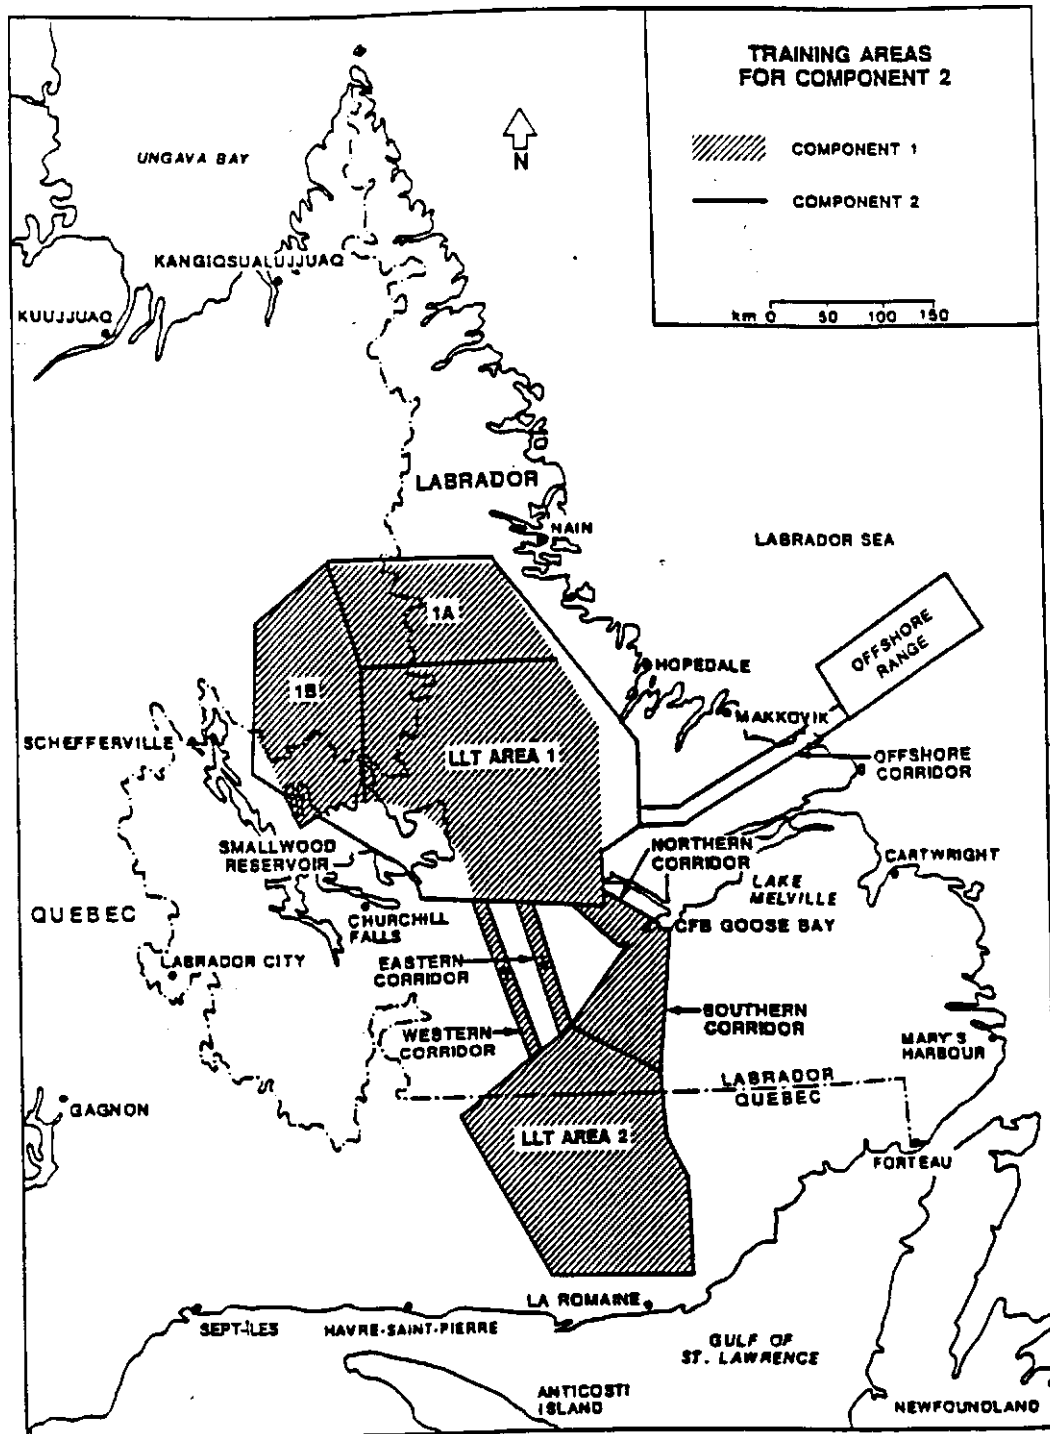 TRAINING AREAS
FOR COMPONENT 2
COMPONENT 1
COMPONENT 2
km 0 50 100 150
N
UNGAVA BAY
KANGIQSUALUJJUAQ
KUUJJUAQ
LABRADOR
NAIN
LABRADOR SEA
1A
OFFSHORE
RANGE
HOPEDALE
1B
MAKKOVIK
SCHEFFERVILLE
LLT AREA 1
OFFSHORE
CORRIDOR
SMALLWOOD
RESERVOIR
NORTHERN
CORRIDOR
CARTWRIGHT
LAKE
MELVILLE
QUEBEC
CHURCHILL
FALLS
CFB GOOSE BAY
LABRADOR CITY
EASTERN
CORRIDOR
SOUTHERN
CORRIDOR
WESTERN
CORRIDOR
MARY'S
HARBOUR
LABRADOR
QUEBEC
GAGNON
LLT AREA 2
FORTEAU
LA ROMAINE
SEPT-ÎLES
HAVRE-SAINT-PIERRE
GULF OF
ST. LAWRENCE
ANTICOSTI
ISLAND
NEWFOUNDLAND